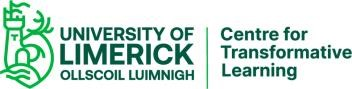 UNIVERSITY OF
LIMERICK
OLLSCOIL LUIMNIGH
Centre for
Transformative
Learning